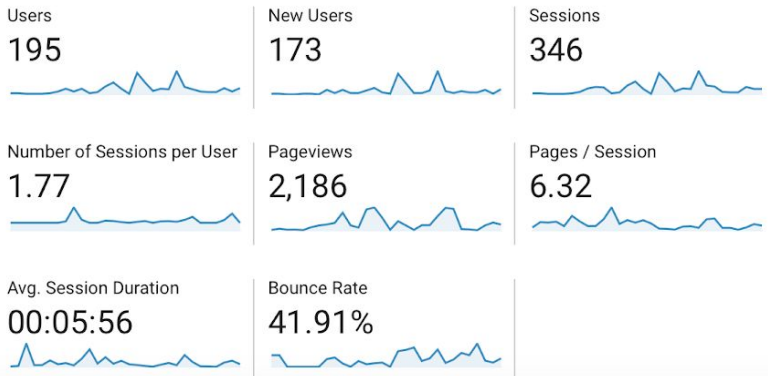 Users
195
New Users
173
Sessions
346
Number of Sessions per User
1.77
Pageviews
2,186
Pages / Session
6.32
Avg. Session Duration
00:05:56
Bounce Rate
41.91%